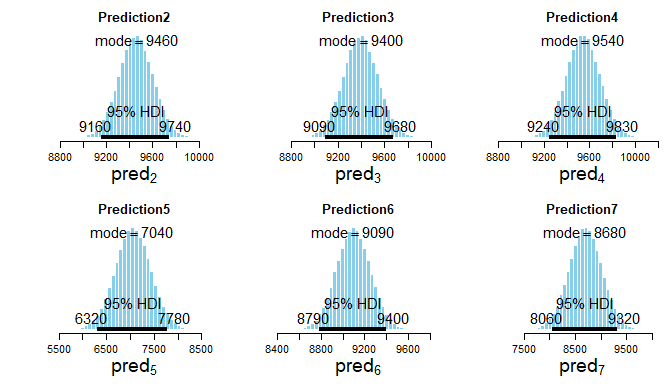 Prediction2 Prediction3 Prediction4
mode = 9460 mode = 9400 mode = 9540
95% HDI 95% HDI 95% HDI
9160 9740 9090 9680 9240 9830
8800 9200 9600 10000 8800 9200 9600 10000 8800 9200 9600 10000
pred2 pred3 pred4
Prediction5 Prediction6 Prediction7
mode = 7040 mode = 9090 mode = 8680
95% HDI 95% HDI 95% HDI
6320 7780 8790 9400 8060 9320
5500 6500 7500 8500 8400 8800 9200 9600 7500 8500 9500
pred5 pred6 pred7